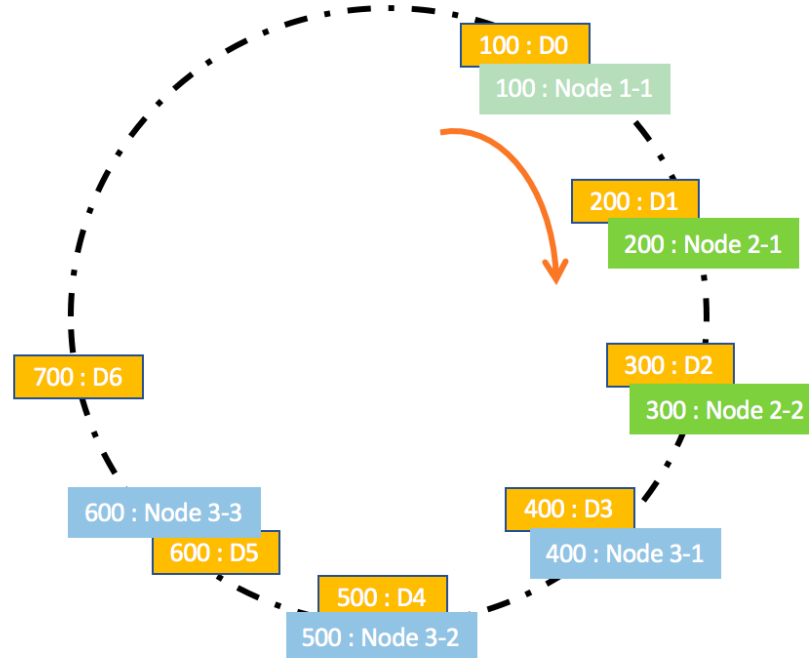 100 : D0
100 : Node 1-1
200 : D1
200 : Node 2-1
300 : D2
300 : Node 2-2
700 : D6
600 : Node 3-3
400 : D3
600 : D5
400 : Node 3-1
500 : D4
500 : Node 3-2